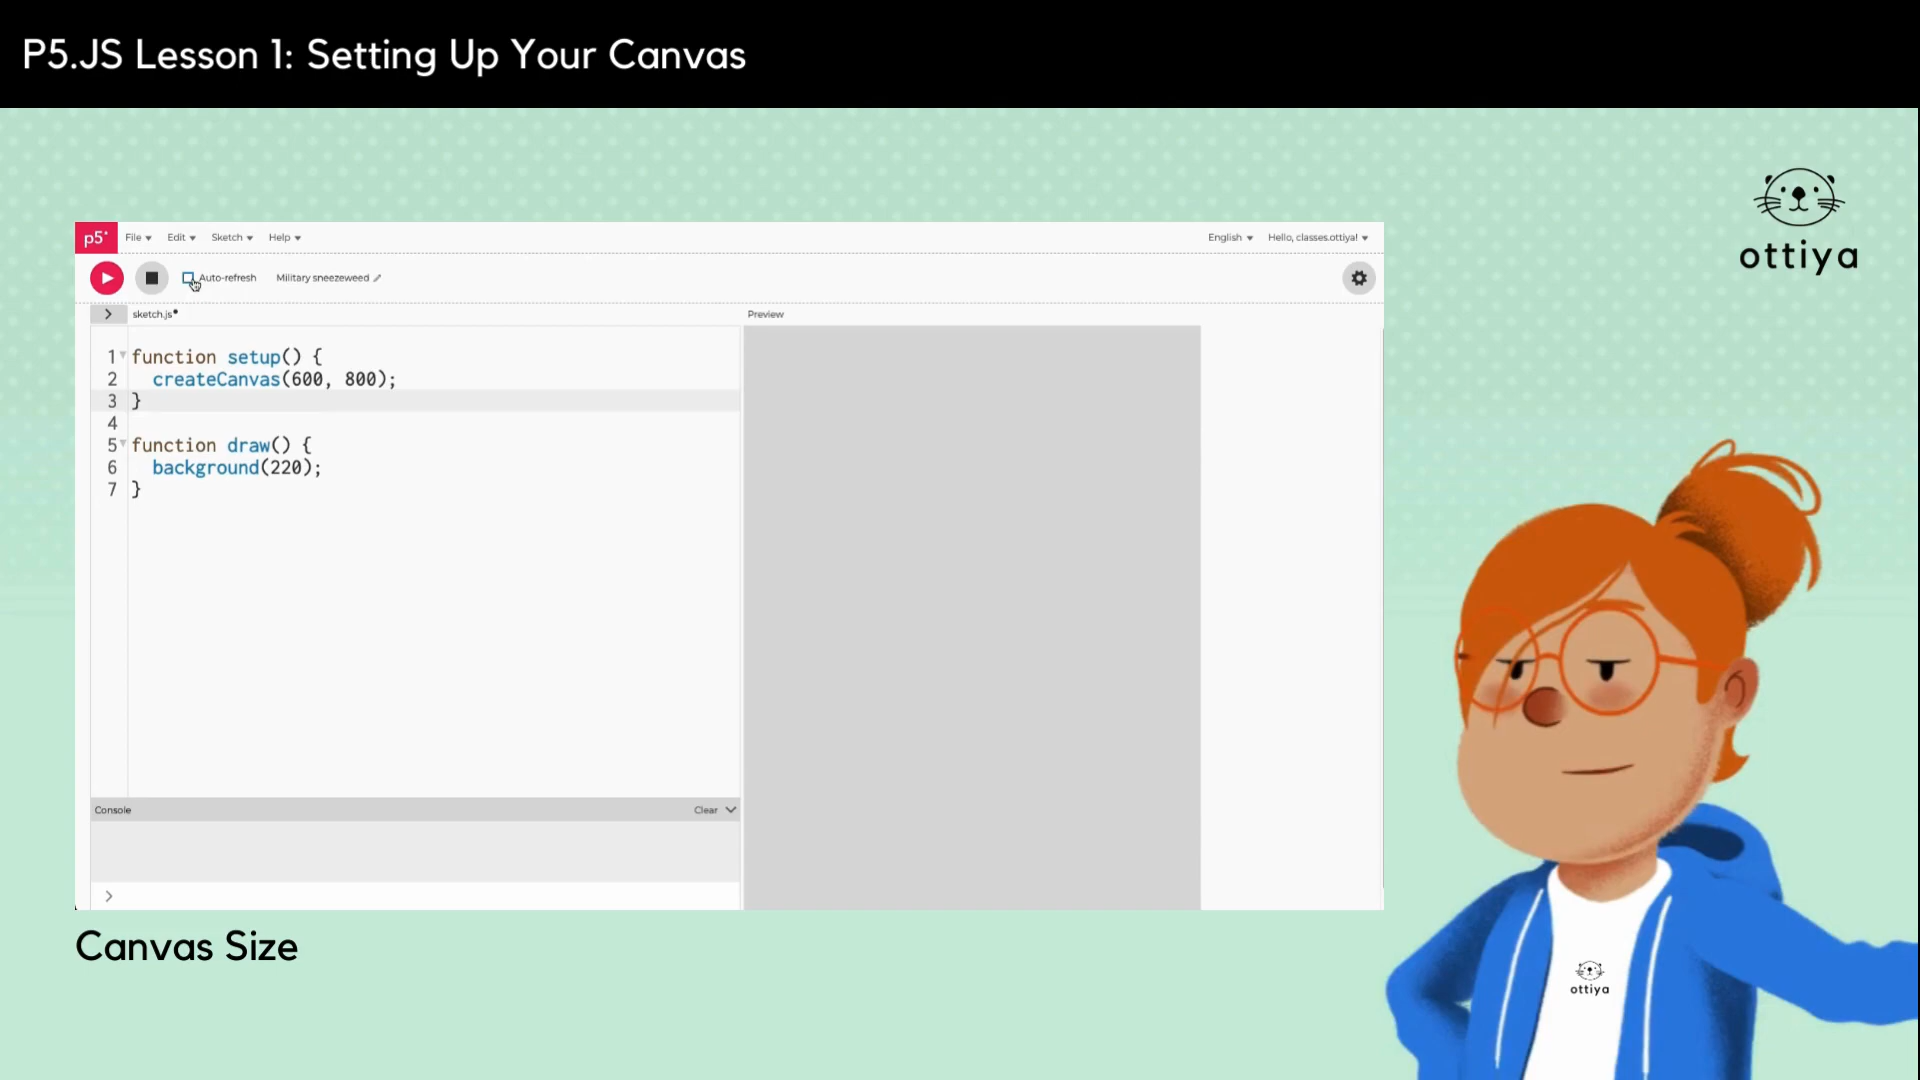 P5.JS Lesson 1: Setting Up Your Canvas
ottiya
p5* File Edit Sketch Help English Hello, classes.ottiya!
Auto-refresh Military sneezeweed
sketch.js
Preview
1 function setup() {
2 createCanvas(600, 800);
3 }
4
5 function draw() {
6 background(220);
7 }
Console Clear
>
Canvas Size
ottiya